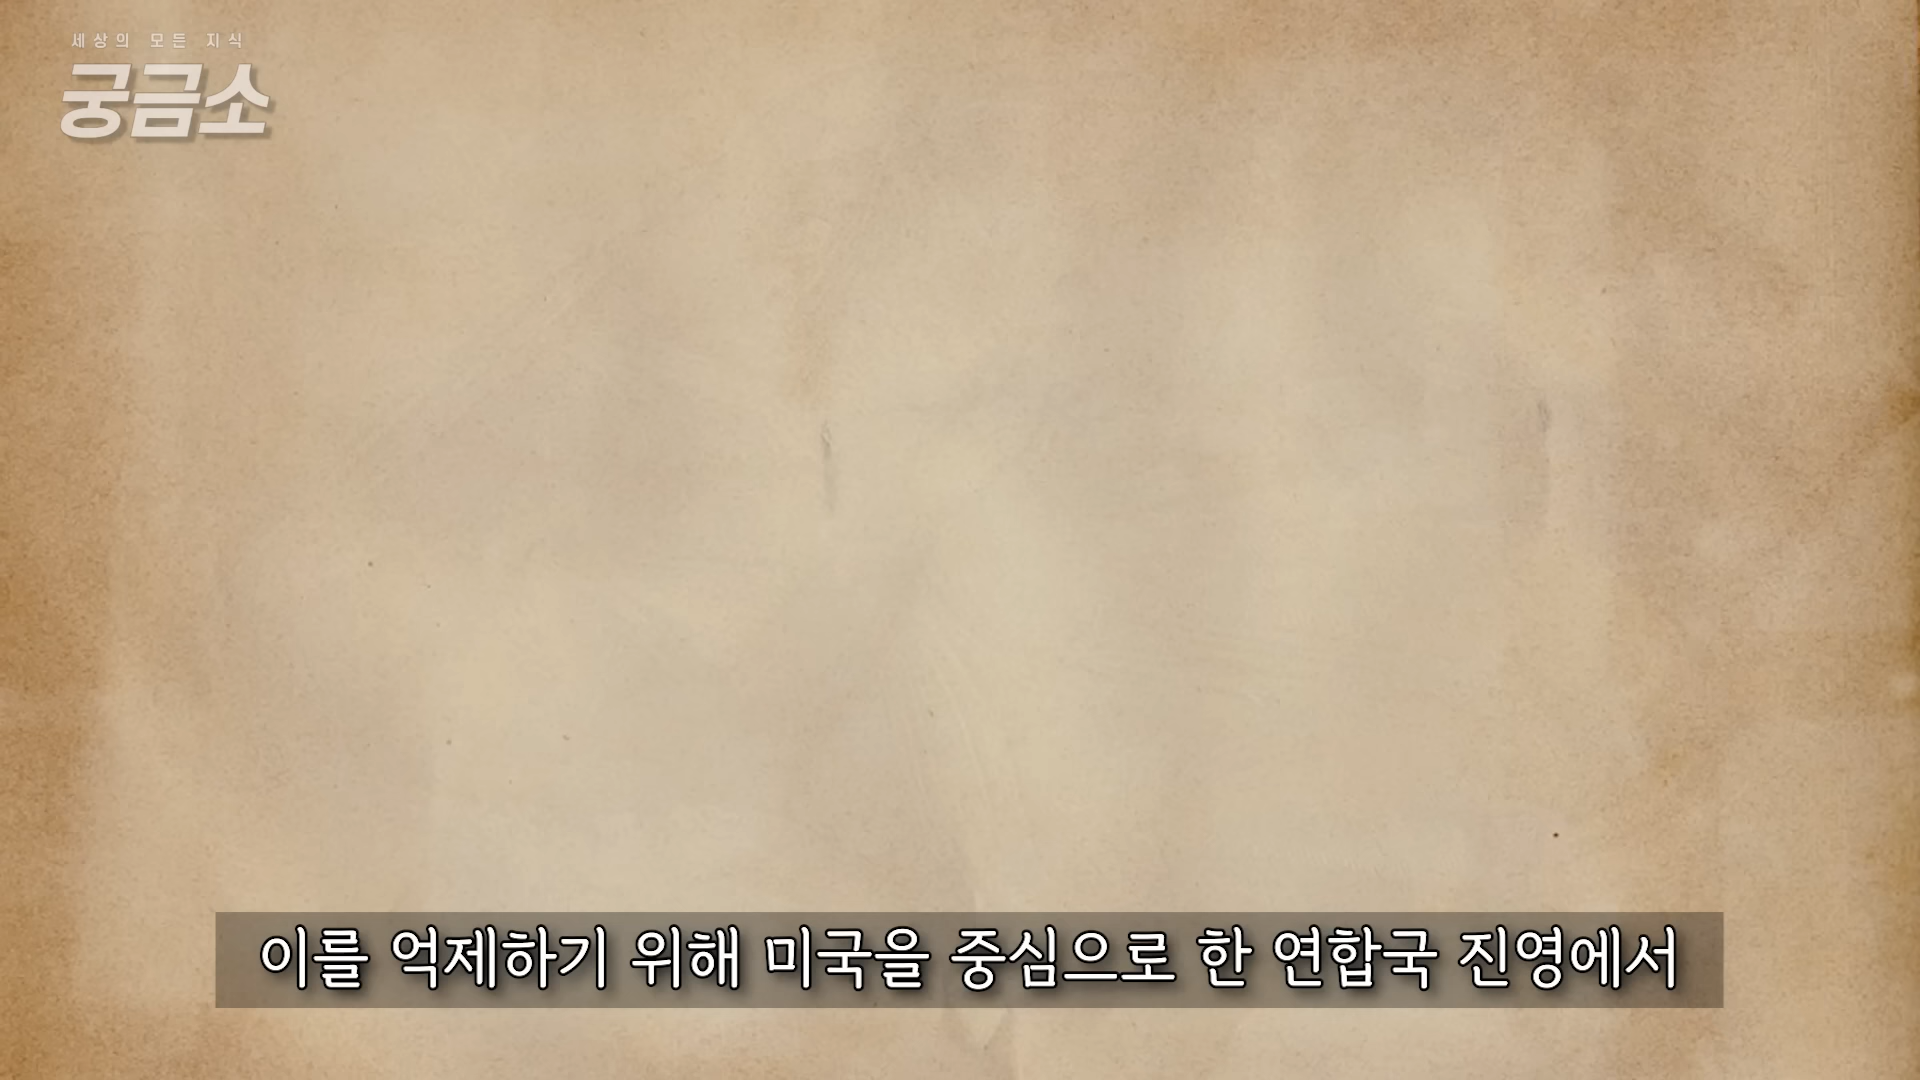 세상의 모든 지식
궁금소
이를 억제하기 위해 미국을 중심으로 한 연합국 진영에서